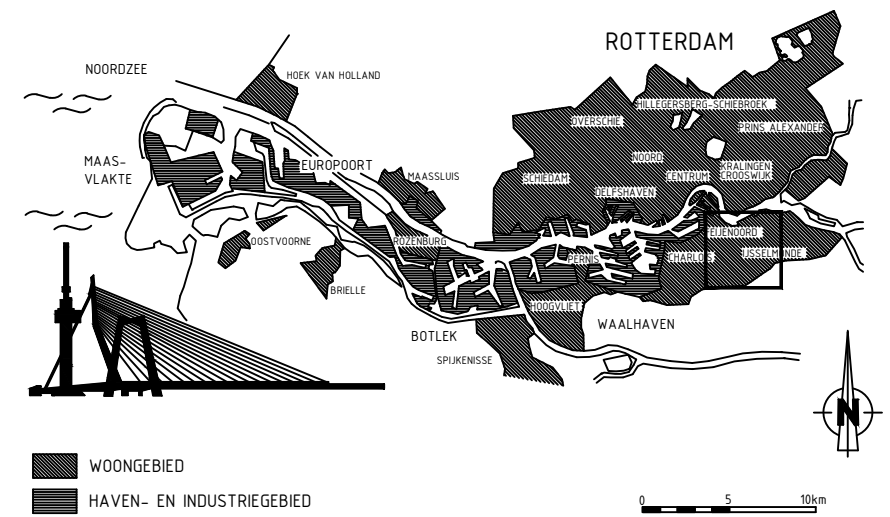 ROTTERDAM
NOORDZEE
HOEK VAN HOLLAND
HILLEGERSBERG-SCHIEBROEK
OVERSCHIE
PRINS ALEXANDER
MAAS-
VLAKTE
EUROPOORT
NOORD
KRALINGEN
CROOSWIJK
MAASSLUIS
SCHIEDAM
CENTRUM
DELFSHAVEN
OOSTVOORNE
ROZENBURG
FEIJENOORD
PERNIS
CHARLOIS
IJSSELMONDE
BRIELLE
HOOGVLIET
BOTLEK
WAALHAVEN
SPIJKENISSE
N
WOONGEBIED
HAVEN- EN INDUSTRIEGEBIED
0 5 10km